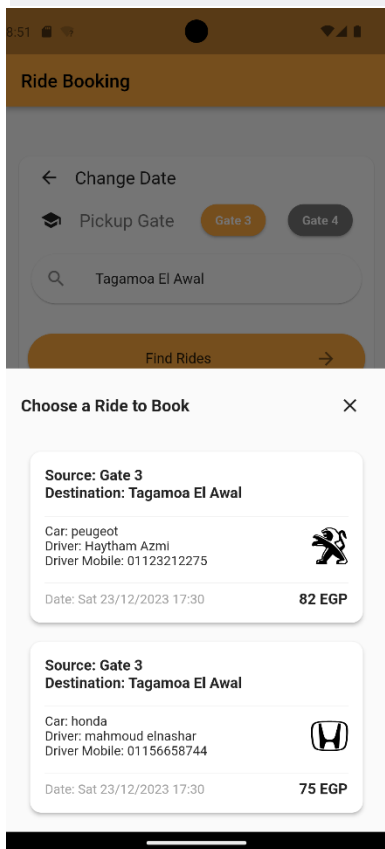 8:51
Ride Booking
Change Date
Pickup Gate Gate 3 Gate 4
Tagamoa El Awal
Find Rides
Choose a Ride to Book
Source: Gate 3
Destination: Tagamoa El Awal
Car: peugeot
Driver: Haytham Azmi
Driver Mobile: 01123212275
Date: Sat 23/12/2023 17:30 82 EGP
Source: Gate 3
Destination: Tagamoa El Awal
Car: honda
Driver: mahmoud elnashar
Driver Mobile: 01156658744
Date: Sat 23/12/2023 17:30 75 EGP